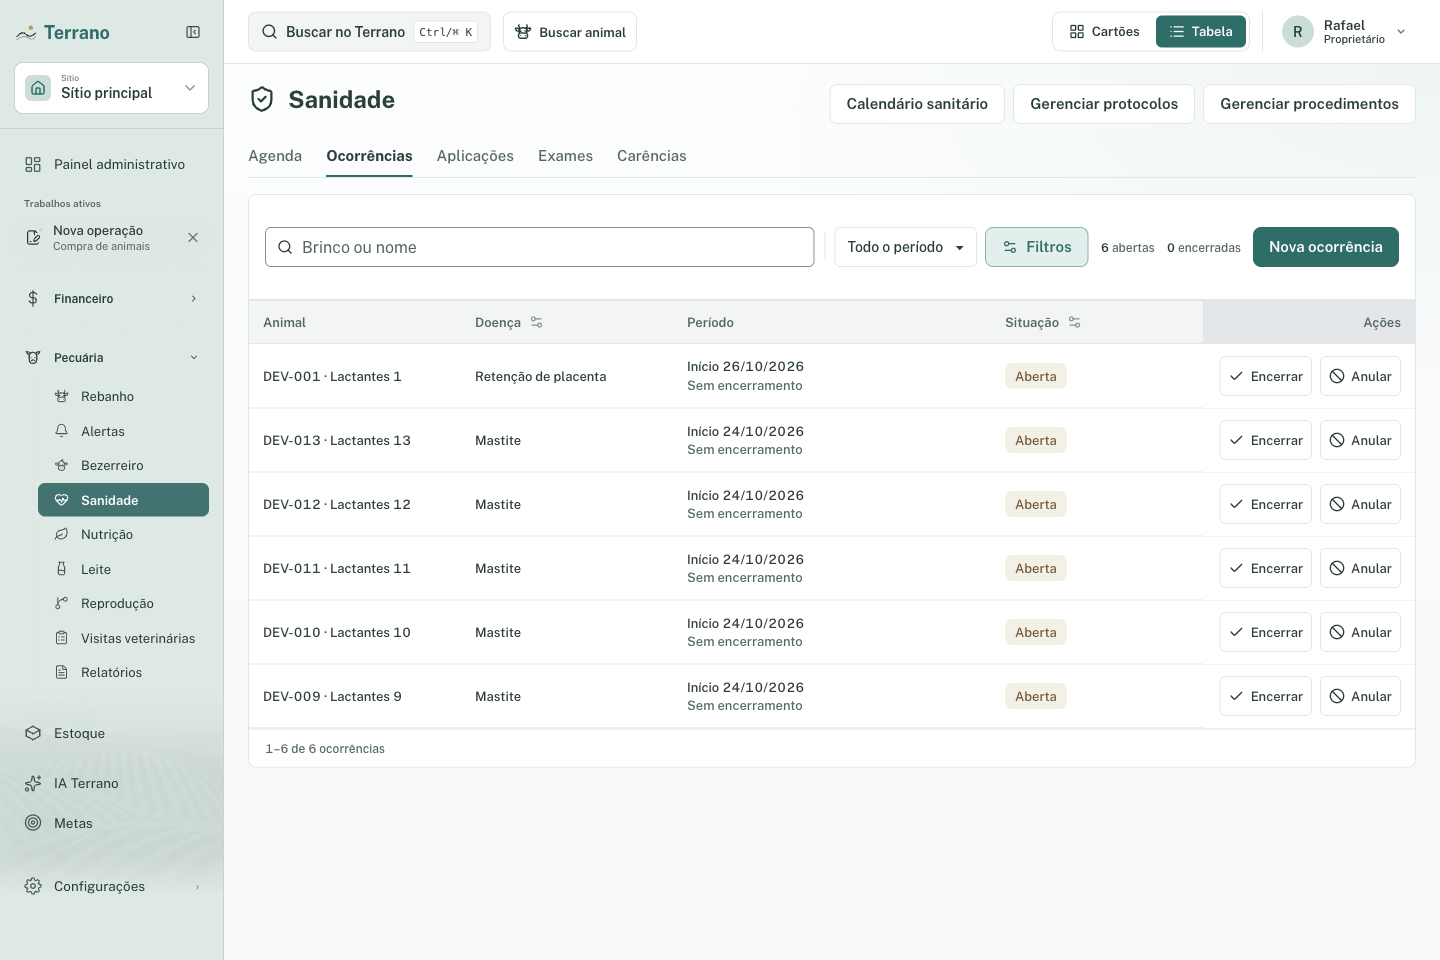 Terrano
Sítio
Sítio principal
Painel administrativo
Trabalhos ativos
Nova operação
Compra de animais
Financeiro
Pecuária
Rebanho
Alertas
Bezerreiro
Sanidade
Nutrição
Leite
Reprodução
Visitas veterinárias
Relatórios
Estoque
IA Terrano
Metas
Configurações
Buscar no Terrano Ctrl/⌘ K
Buscar animal
Cartões
Tabela
R
Rafael
Proprietário
Sanidade
Calendário sanitário
Gerenciar protocolos
Gerenciar procedimentos
Agenda Ocorrências Aplicações Exames Carências
Brinco ou nome
Todo o período
Filtros
6 abertas 0 encerradas
Nova ocorrência
Animal Doença Período Situação Ações
DEV-001 · Lactantes 1 Retenção de placenta Início 26/10/2026 Aberta Encerrar Anular
Sem encerramento
DEV-013 · Lactantes 13 Mastite Início 24/10/2026 Aberta Encerrar Anular
Sem encerramento
DEV-012 · Lactantes 12 Mastite Início 24/10/2026 Aberta Encerrar Anular
Sem encerramento
DEV-011 · Lactantes 11 Mastite Início 24/10/2026 Aberta Encerrar Anular
Sem encerramento
DEV-010 · Lactantes 10 Mastite Início 24/10/2026 Aberta Encerrar Anular
Sem encerramento
DEV-009 · Lactantes 9 Mastite Início 24/10/2026 Aberta Encerrar Anular
Sem encerramento
1–6 de 6 ocorrências